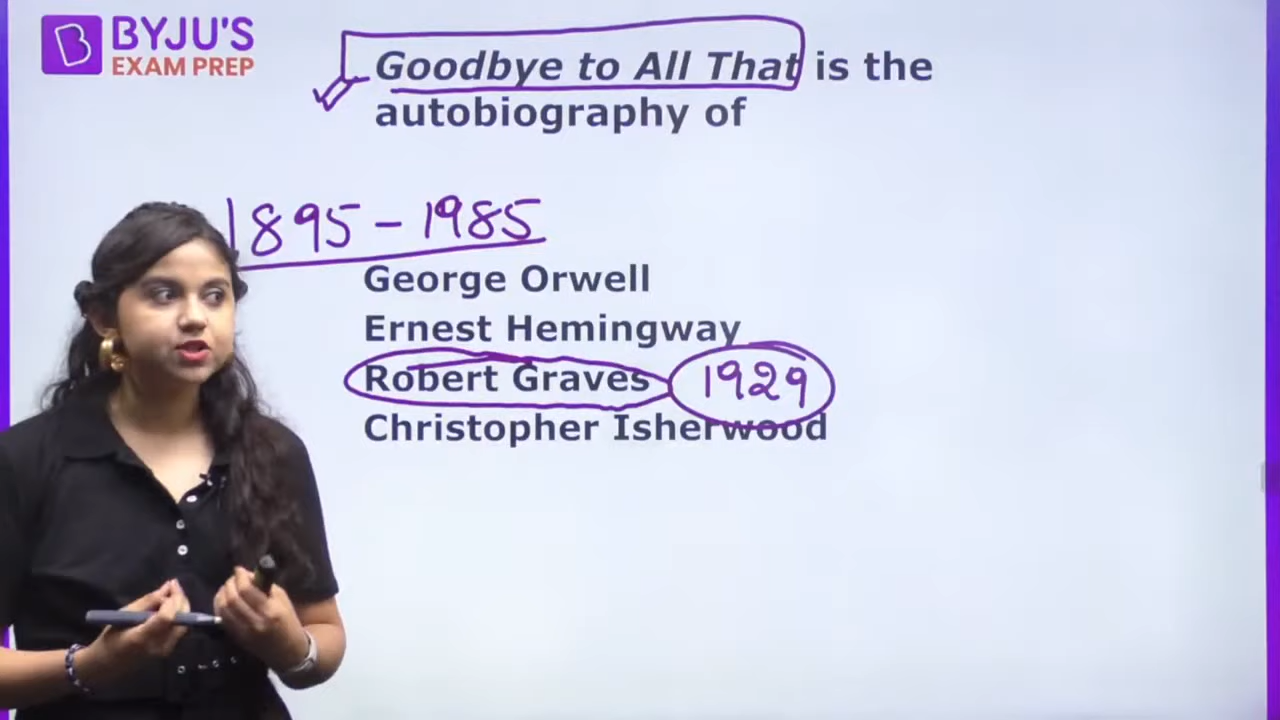 BYJU'S
EXAM PREP
Goodbye to All That is the
autobiography of
1895-1985
George Orwell
Ernest Hemingway
Robert Graves 1929
Christopher Isherwood